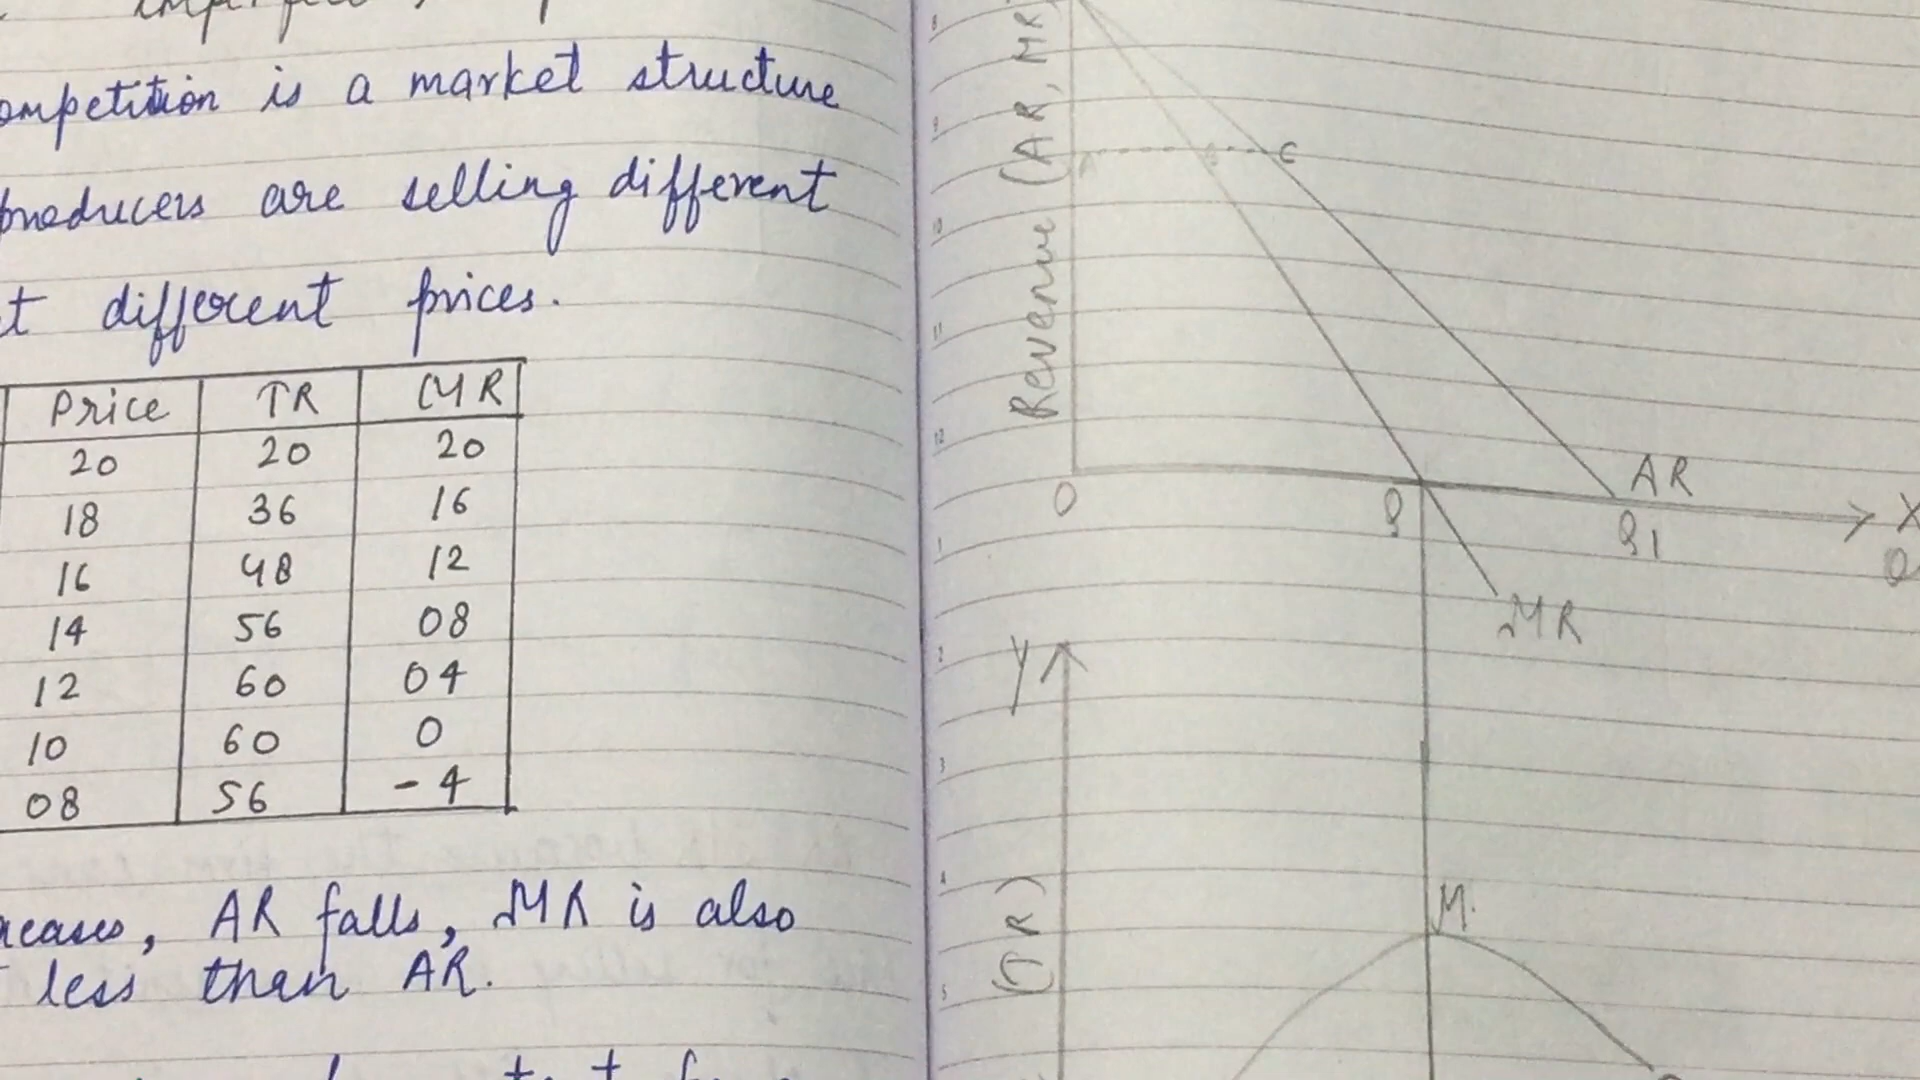 ompetition is a market structure
producers are selling different
t different prices.
Price TR MR
20 20 20
18 36 16
16 48 12
14 56 08
12 60 04
10 60 0
08 56 -4
reases, AR falls, MR is also
less than AR.
Revenue (AR, MR)
A B C
O Q Q1 AR X
MR
Y
(TR)
M